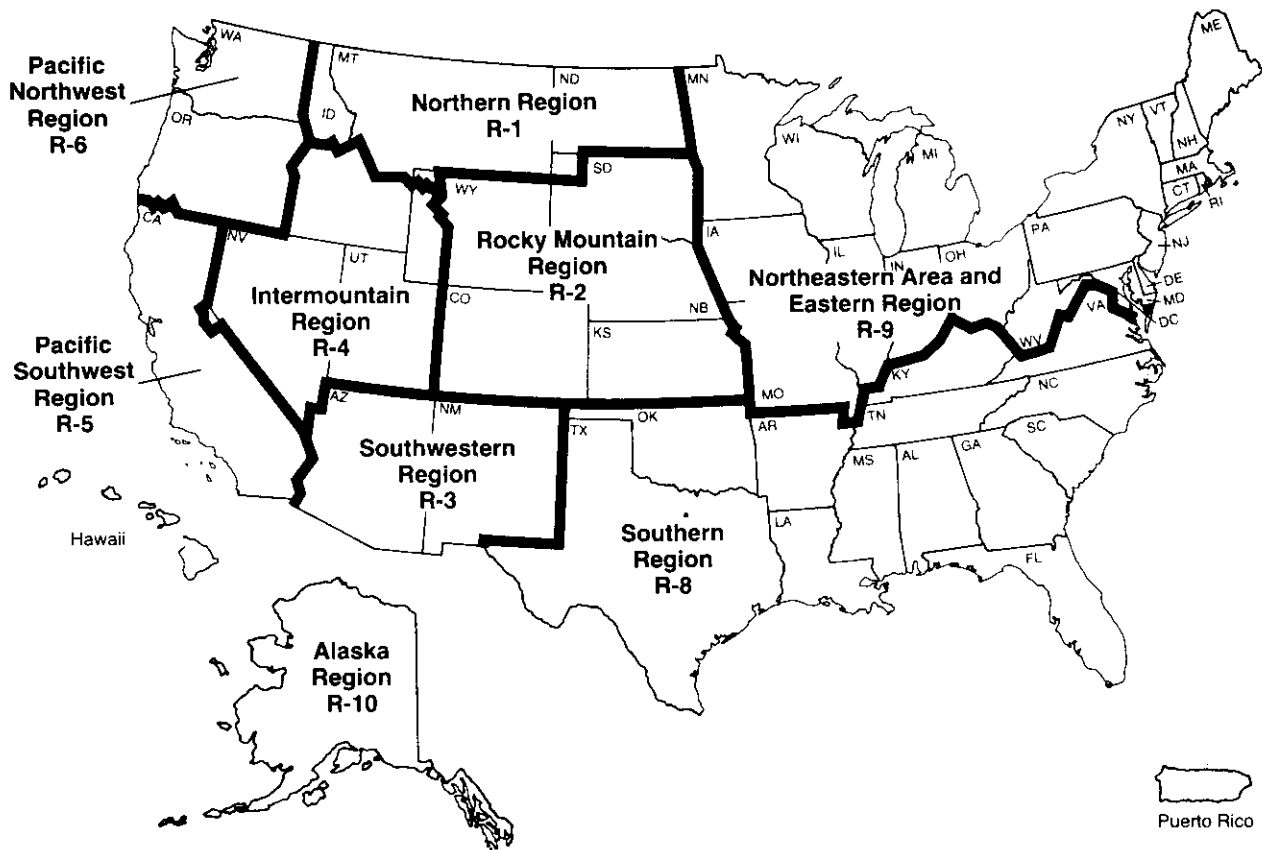 WA
MT
ND
MN
ME
Pacific
Northwest
Region
R-6
OR
ID
Northern Region
R-1
WI
MI
NY
VT
NH
MA
CT
RI
SD
WY
CA
NV
UT
Rocky Mountain
Region
R-2
IA
IL
IN
OH
PA
NJ
DE
MD
DC
Intermountain
Region
R-4
CO
NB
KS
Northeastern Area and
Eastern Region
R-9
VA
WV
KY
Pacific
Southwest
Region
R-5
AZ
NM
MO
TN
NC
TX
OK
AR
SC
Southwestern
Region
R-3
MS
AL
GA
Hawaii
Southern
Region
R-8
LA
FL
Alaska
Region
R-10
Puerto Rico